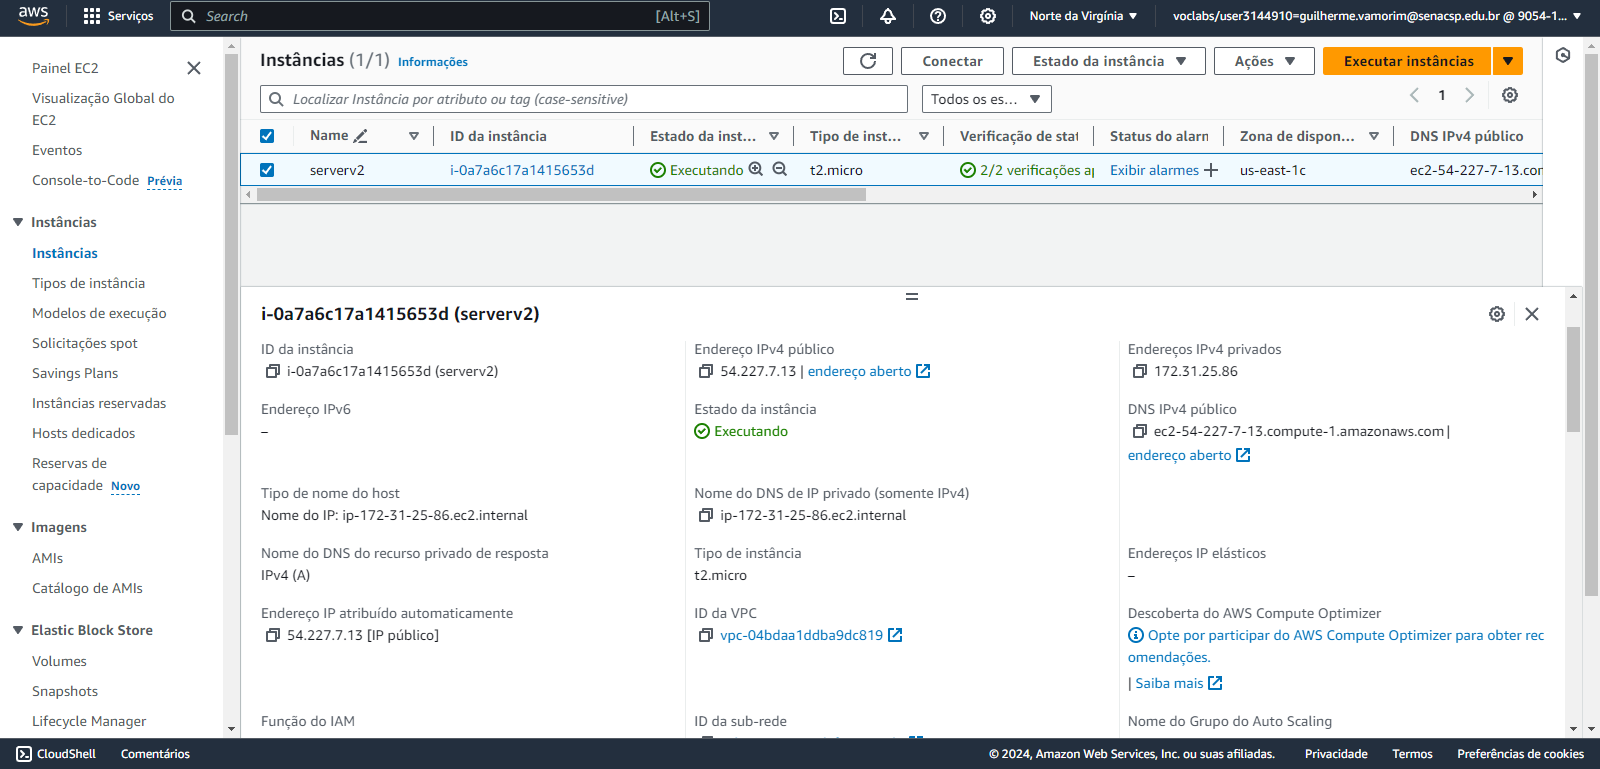 aws
Serviços
Search
[Alt+S]
Norte da Virgínia
voclabs/user3144910=guilherme.vamorim@senacsp.edu.br @ 9054-1...
Painel EC2
Visualização Global do
EC2
Eventos
Console-to-Code Prévia
Instâncias
Instâncias
Tipos de instância
Modelos de execução
Solicitações spot
Savings Plans
Instâncias reservadas
Hosts dedicados
Reservas de
capacidade Novo
Imagens
AMIs
Catálogo de AMIs
Elastic Block Store
Volumes
Snapshots
Lifecycle Manager
Instâncias (1/1) Informações
Conectar
Estado da instância
Ações
Executar instâncias
Localizar Instância por atributo ou tag (case-sensitive)
Todos os es...
1
Name
ID da instância
Estado da inst...
Tipo de inst...
Verificação de stat
Status do alarm
Zona de dispon...
DNS IPv4 público
serverv2
i-0a7a6c17a1415653d
Executando
t2.micro
2/2 verificações a
Exibir alarmes
us-east-1c
ec2-54-227-7-13.co
i-0a7a6c17a1415653d (serverv2)
ID da instância
i-0a7a6c17a1415653d (serverv2)
Endereço IPv4 público
54.227.7.13 | endereço aberto
Endereços IPv4 privados
172.31.25.86
Endereço IPv6
–
Estado da instância
Executando
DNS IPv4 público
ec2-54-227-7-13.compute-1.amazonaws.com |
endereço aberto
Tipo de nome do host
Nome do IP: ip-172-31-25-86.ec2.internal
Nome do DNS de IP privado (somente IPv4)
ip-172-31-25-86.ec2.internal
Nome do DNS do recurso privado de resposta
IPv4 (A)
Tipo de instância
t2.micro
Endereços IP elásticos
–
Endereço IP atribuído automaticamente
54.227.7.13 [IP público]
ID da VPC
vpc-04bdaa1ddba9dc819
Descoberta do AWS Compute Optimizer
Opte por participar do AWS Compute Optimizer para obter rec
omendações.
| Saiba mais
Função do IAM
ID da sub-rede
Nome do Grupo do Auto Scaling
CloudShell
Comentários
© 2024, Amazon Web Services, Inc. ou suas afiliadas.
Privacidade
Termos
Preferências de cookies